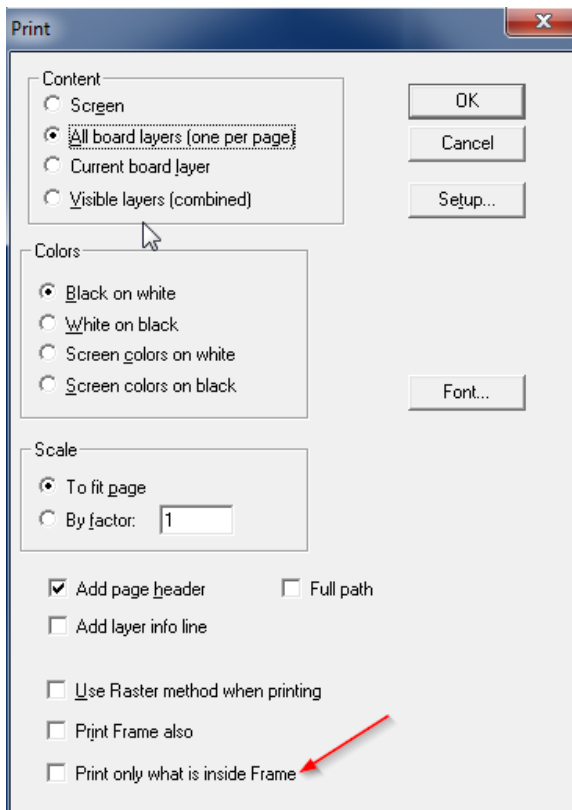 Print
Content
Screen
All board layers (one per page)
Current board layer
Visible layers (combined)
OK
Cancel
Setup...
Colors
Black on white
White on black
Screen colors on white
Screen colors on black
Font...
Scale
To fit page
By factor: 1
Add page header Full path
Add layer info line
Use Raster method when printing
Print Frame also
Print only what is inside Frame